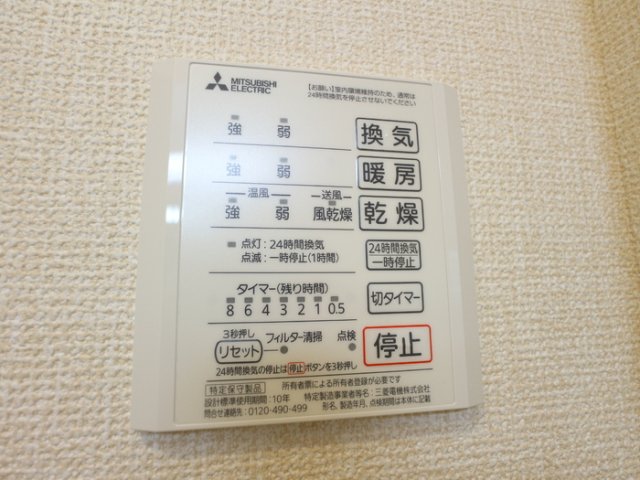 MITSUBISHI
ELECTRIC
【お願い】室内環境維持のため、通常は
24時間換気を停止させないでください
強 弱 換気
強 弱 暖房
温風 送風
強 弱 風乾燥 乾燥
点灯:24時間換気
点滅:一時停止(1時間)
24時間換気
一時停止
タイマー(残り時間)
8 6 4 3 2 1 0.5
切タイマー
3秒押し
リセット フィルター清掃 点検
停止
24時間換気の停止は停止ボタンを3秒押し
特定保守製品 所有者票による所有者登録が必要です
設計標準使用期間:10年 特定製造事業者等名:三菱電機株式会社
問合せ連絡先:0120-490-499 形名、製造年月、点検期間は本体に記載